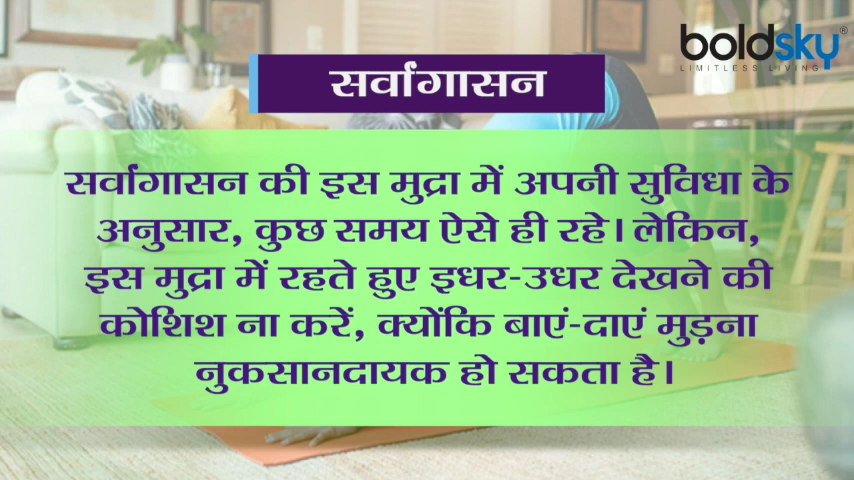 boldsky®
LIMITLESS LIVING
सर्वांगासन
सर्वांगासन की इस मुद्रा में अपनी सुविधा के
अनुसार, कुछ समय ऐसे ही रहे। लेकिन,
इस मुद्रा में रहते हुए इधर-उधर देखने की
कोशिश ना करें, क्योंकि बाएं-दाएं मुड़ना
नुकसानदायक हो सकता है।